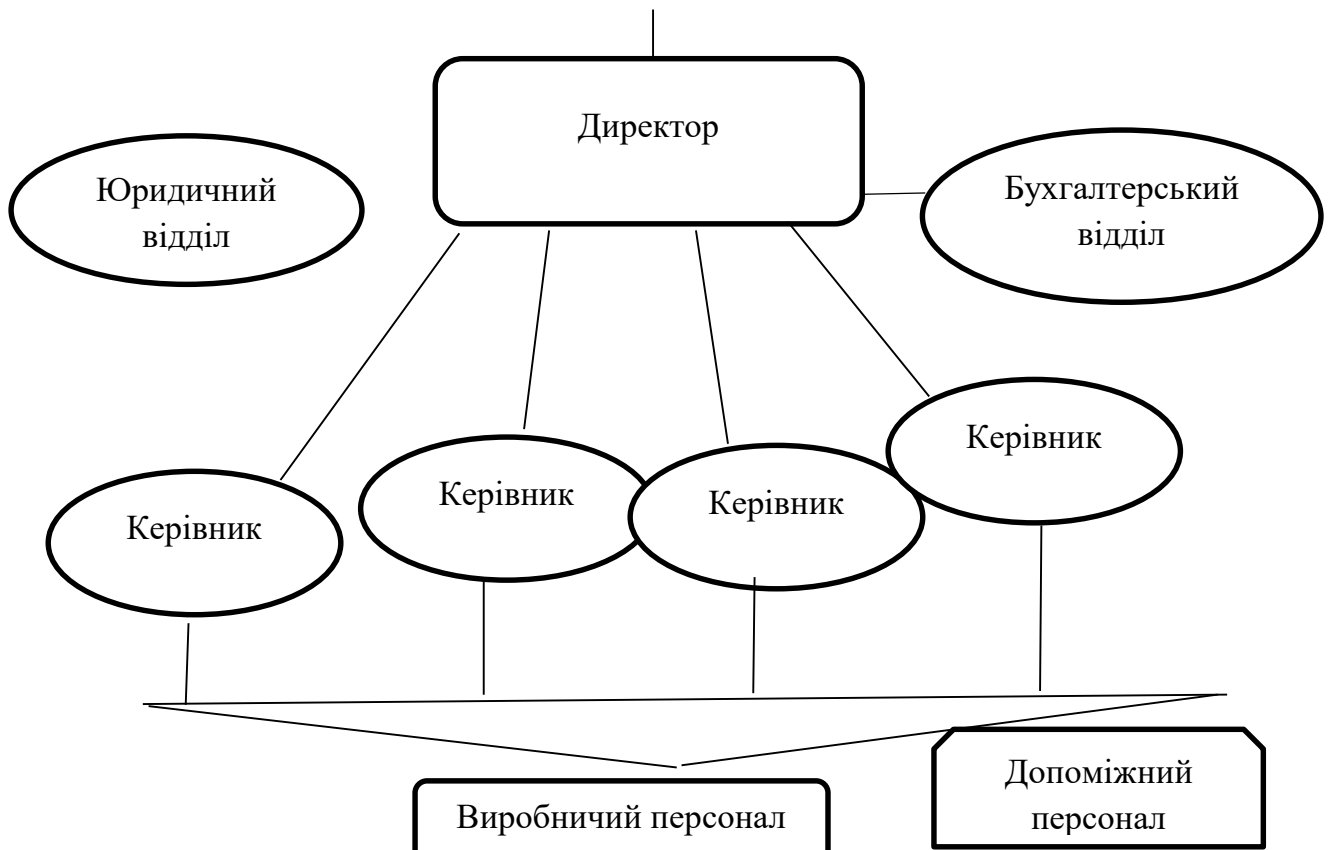 Директор
Юридичний
відділ
Бухгалтерський
відділ
Керівник
Керівник
Керівник
Керівник
Виробничий персонал
Допоміжний
персонал